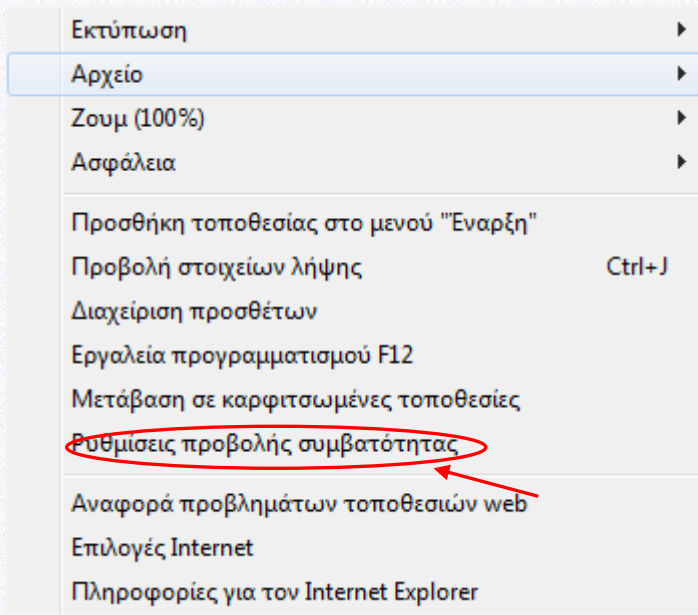 Εκτύπωση
Αρχείο
Ζουμ (100%)
Ασφάλεια
Προσθήκη τοποθεσίας στο μενού "Έναρξη"
Προβολή στοιχείων λήψης Ctrl+J
Διαχείριση προσθέτων
Εργαλεία προγραμματισμού F12
Μετάβαση σε καρφιτσωμένες τοποθεσίες
Ρυθμίσεις προβολής συμβατότητας
Αναφορά προβλημάτων τοποθεσιών web
Επιλογές Internet
Πληροφορίες για τον Internet Explorer